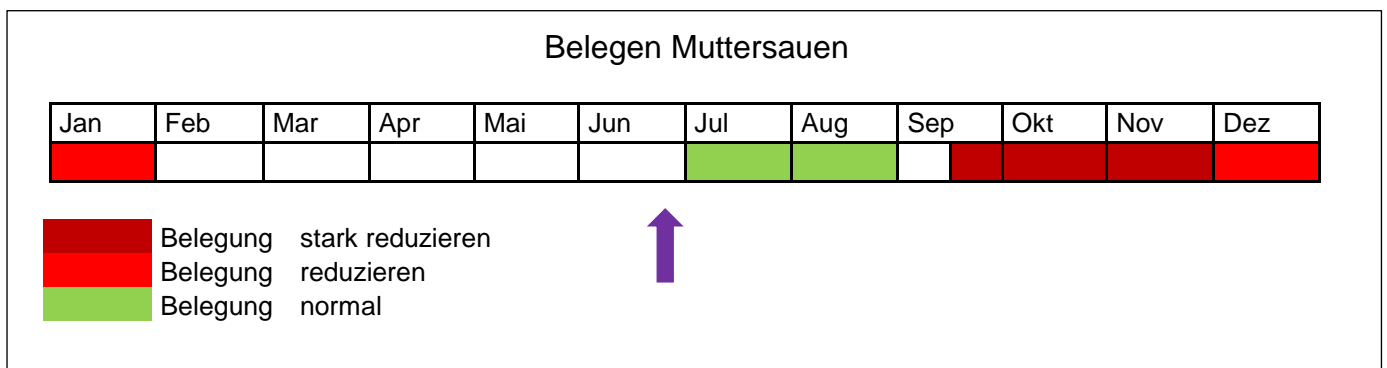 Belegen Muttersauen
Jan Feb Mar Apr Mai Jun Jul Aug Sep Okt Nov Dez
Belegung stark reduzieren
Belegung reduzieren
Belegung normal